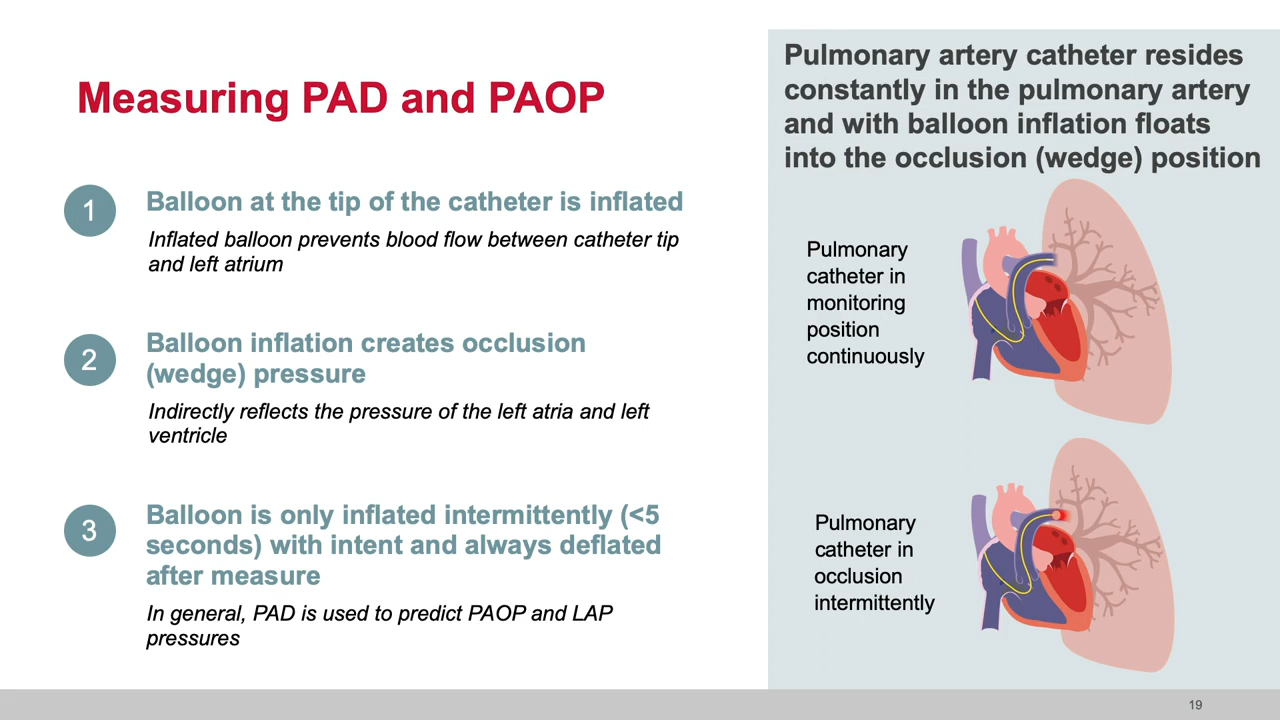 Measuring PAD and PAOP
1
Balloon at the tip of the catheter is inflated
Inflated balloon prevents blood flow between catheter tip
and left atrium
2
Balloon inflation creates occlusion
(wedge) pressure
Indirectly reflects the pressure of the left atria and left
ventricle
3
Balloon is only inflated intermittently (<5
seconds) with intent and always deflated
after measure
In general, PAD is used to predict PAOP and LAP
pressures
Pulmonary artery catheter resides
constantly in the pulmonary artery
and with balloon inflation floats
into the occlusion (wedge) position
Pulmonary
catheter in
monitoring
position
continuously
Pulmonary
catheter in
occlusion
intermittently
19